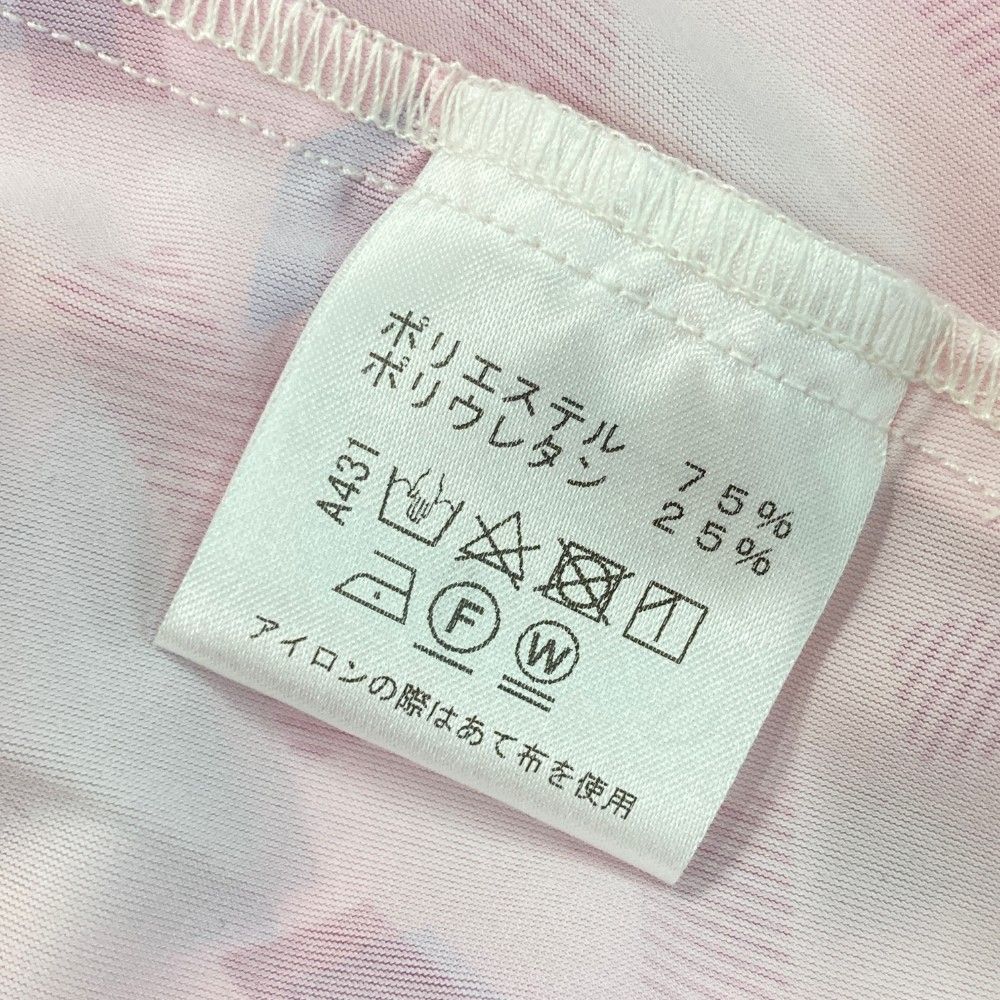 ポリエステル　７５％
ポリウレタン　２５％
A431
F
W
アイロンの際はあて布を使用